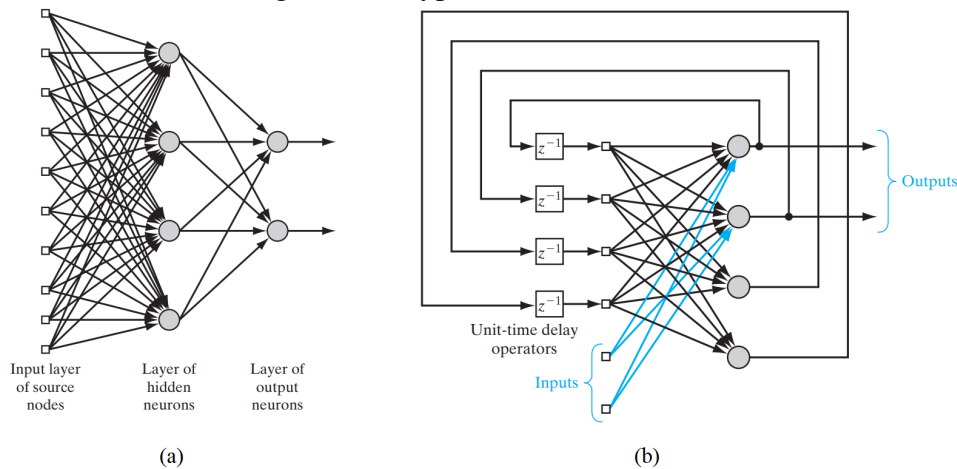 (a)
Input layer
of source
nodes
Layer of
hidden
neurons
Layer of
output
neurons
(b)
z⁻¹
z⁻¹
z⁻¹
z⁻¹
Unit-time delay
operators
Inputs
Outputs